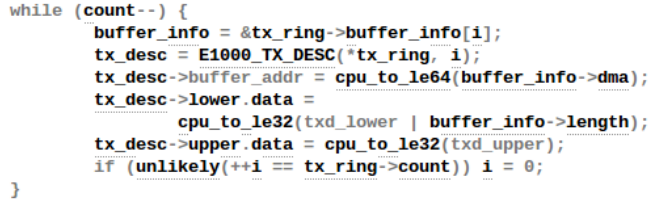 while (count--) {
buffer_info = &tx_ring->buffer_info[i];
tx_desc = E1000_TX_DESC(*tx_ring, i);
tx_desc->buffer_addr = cpu_to_le64(buffer_info->dma);
tx_desc->lower.data =
cpu_to_le32(txd_lower | buffer_info->length);
tx_desc->upper.data = cpu_to_le32(txd_upper);
if (unlikely(++i == tx_ring->count)) i = 0;
}